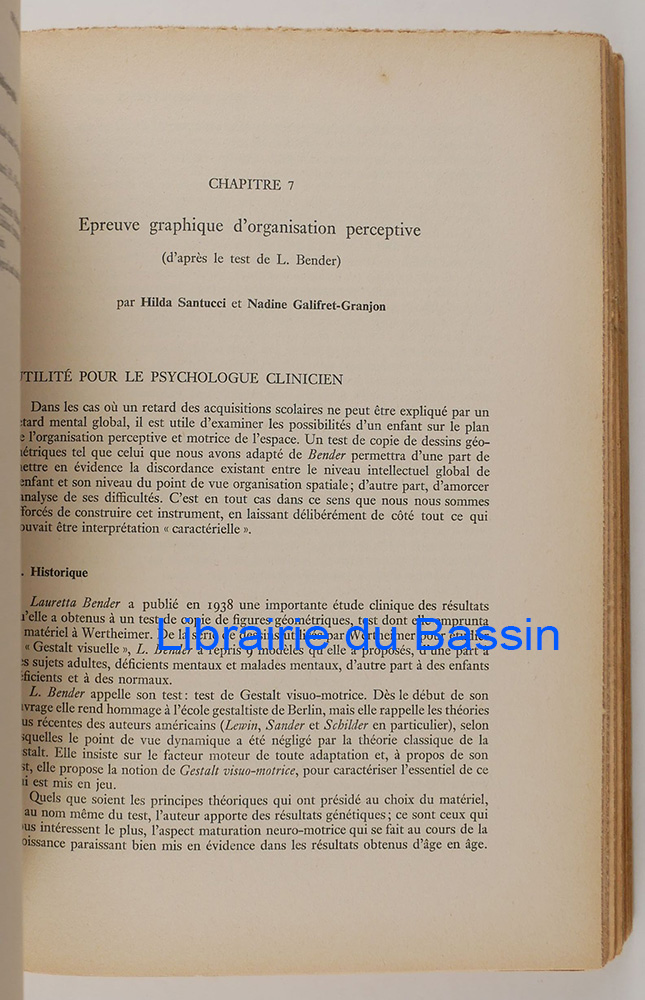 CHAPITRE 7
Epreuve graphique d'organisation perceptive
(d'après le test de L. Bender)
par Hilda Santucci et Nadine Galifret-Granjon
TILITÉ POUR LE PSYCHOLOGUE CLINICIEN
Dans les cas où un retard des acquisitions scolaires ne peut être expliqué par un
tard mental global, il est utile d'examiner les possibilités d'un enfant sur le plan
e l'organisation perceptive et motrice de l'espace. Un test de copie de dessins géo-
étriques tel que celui que nous avons adapté de Bender permettra d'une part de
ettre en évidence la discordance existant entre le niveau intellectuel global de
enfant et son niveau du point de vue organisation spatiale; d'autre part, d'amorcer
analyse de ses difficultés. C'est en tout cas dans ce sens que nous nous sommes
forcés de construire cet instrument, en laissant délibérément de côté tout ce qui
ouvait être interprétation « caractérielle ».
. Historique
Lauretta Bender a publié en 1938 une importante étude clinique des résultats
'elle a obtenus à un test de copie de figures géométriques, test dont elle emprunta
matériel à Wertheimer. De la série de dessins utilisée par Wertheimer pour étudier
« Gestalt visuelle », L. Bender a repris 9 modèles qu'elle a proposés, d'une part à
s sujets adultes, déficients mentaux et malades mentaux, d'autre part à des enfants
ficients et à des normaux.
L. Bender appelle son test: test de Gestalt visuo-motrice. Dès le début de son
vrage elle rend hommage à l'école gestaltiste de Berlin, mais elle rappelle les théories
us récentes des auteurs américains (Lewin, Sander et Schilder en particulier), selon
squelles le point de vue dynamique a été négligé par la théorie classique de la
stalt. Elle insiste sur le facteur moteur de toute adaptation et, à propos de son
st, elle propose la notion de Gestalt visuo-motrice, pour caractériser l'essentiel de ce
i est mis en jeu.
Quels que soient les principes théoriques qui ont présidé au choix du matériel,
au nom même du test, l'auteur apporte des résultats génétiques; ce sont ceux qui
us intéressent le plus, l'aspect maturation neuro-motrice qui se fait au cours de la
oissance paraissant bien mis en évidence dans les résultats obtenus d'âge en âge.
Librairie du Bassin